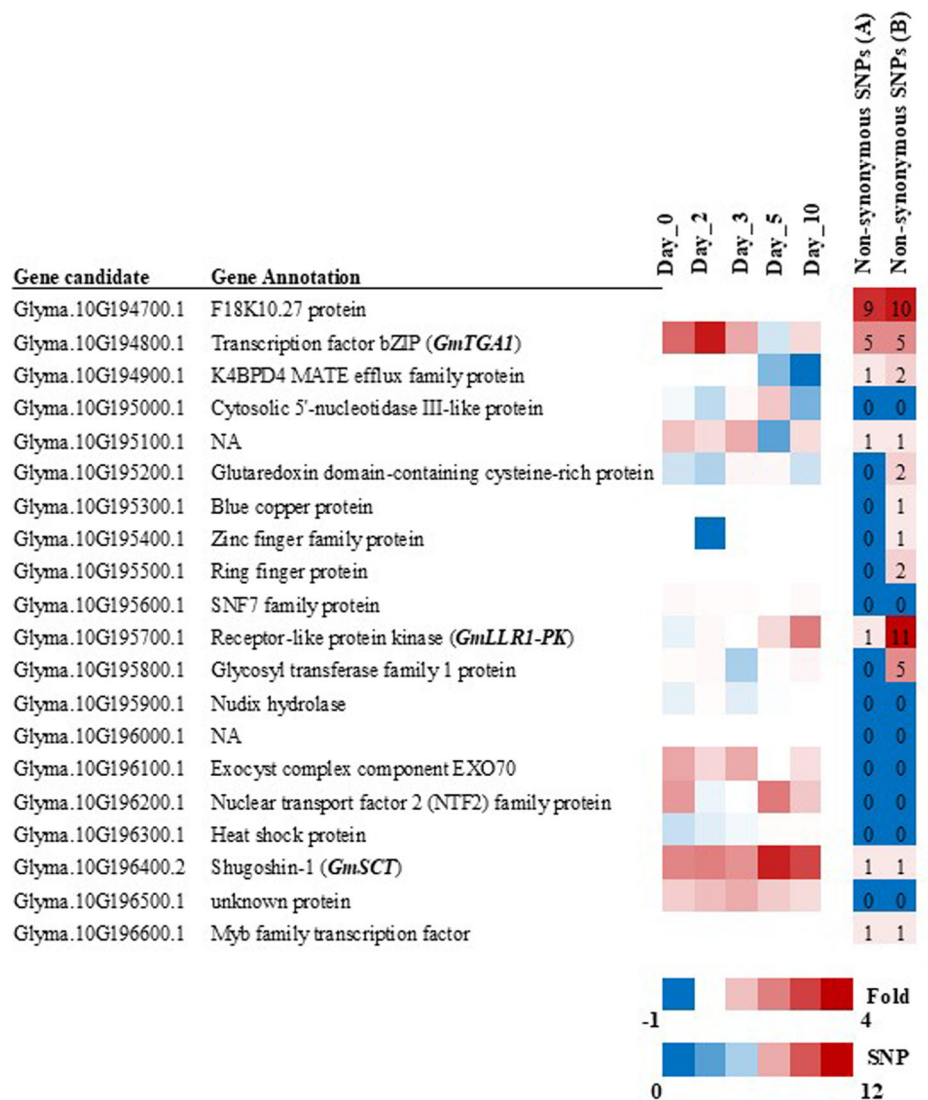 Day_0 Day_2 Day_3 Day_5 Day_10 Non-synonymous SNPs (A) Non-synonymous SNPs (B)
Gene candidate Gene Annotation
Glyma.10G194700.1 F18K10.27 protein 9 10
Glyma.10G194800.1 Transcription factor bZIP (GmTGA1) 5 5
Glyma.10G194900.1 K4BPD4 MATE efflux family protein 1 2
Glyma.10G195000.1 Cytosolic 5'-nucleotidase III-like protein 0 0
Glyma.10G195100.1 NA 1 1
Glyma.10G195200.1 Glutaredoxin domain-containing cysteine-rich protein 0 2
Glyma.10G195300.1 Blue copper protein 0 1
Glyma.10G195400.1 Zinc finger family protein 0 1
Glyma.10G195500.1 Ring finger protein 0 2
Glyma.10G195600.1 SNF7 family protein 0 0
Glyma.10G195700.1 Receptor-like protein kinase (GmLLR1-PK) 1 11
Glyma.10G195800.1 Glycosyl transferase family 1 protein 0 5
Glyma.10G195900.1 Nudix hydrolase 0 0
Glyma.10G196000.1 NA 0 0
Glyma.10G196100.1 Exocyst complex component EXO70 0 0
Glyma.10G196200.1 Nuclear transport factor 2 (NTF2) family protein 0 0
Glyma.10G196300.1 Heat shock protein 0 0
Glyma.10G196400.2 Shugoshin-1 (GmSCT) 1 1
Glyma.10G196500.1 unknown protein 0 0
Glyma.10G196600.1 Myb family transcription factor 1 1
Fold
-1 4
SNP
0 12